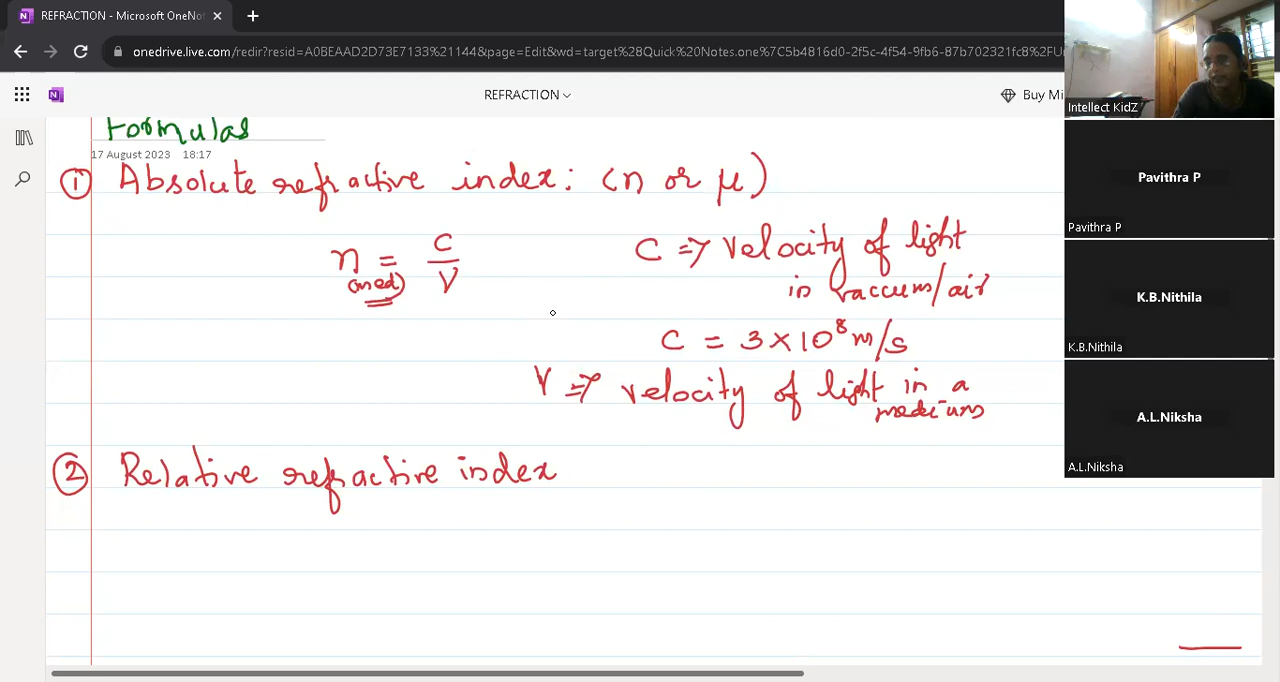 REFRACTION - Microsoft OneNot
onedrive.live.com/redir?resid=A0BEAAD2D73E7133%21144&page=Edit&wd=target%28Quick%20Notes.one%7C5b4816d0-2f5c-4f54-9fb6-87b702321fc8%2FU
REFRACTION
Buy Mi
Formulas
17 August 2023 18:17
① Absolute refractive index: (n or μ)
n(med) = C/V
C => velocity of light
in vaccum/air
C = 3×10⁸ m/s
V => velocity of light in a
medium
② Relative refractive index
Intellect KidZ
Pavithra P
Pavithra P
K.B.Nithila
K.B.Nithila
A.L.Niksha
A.L.Niksha